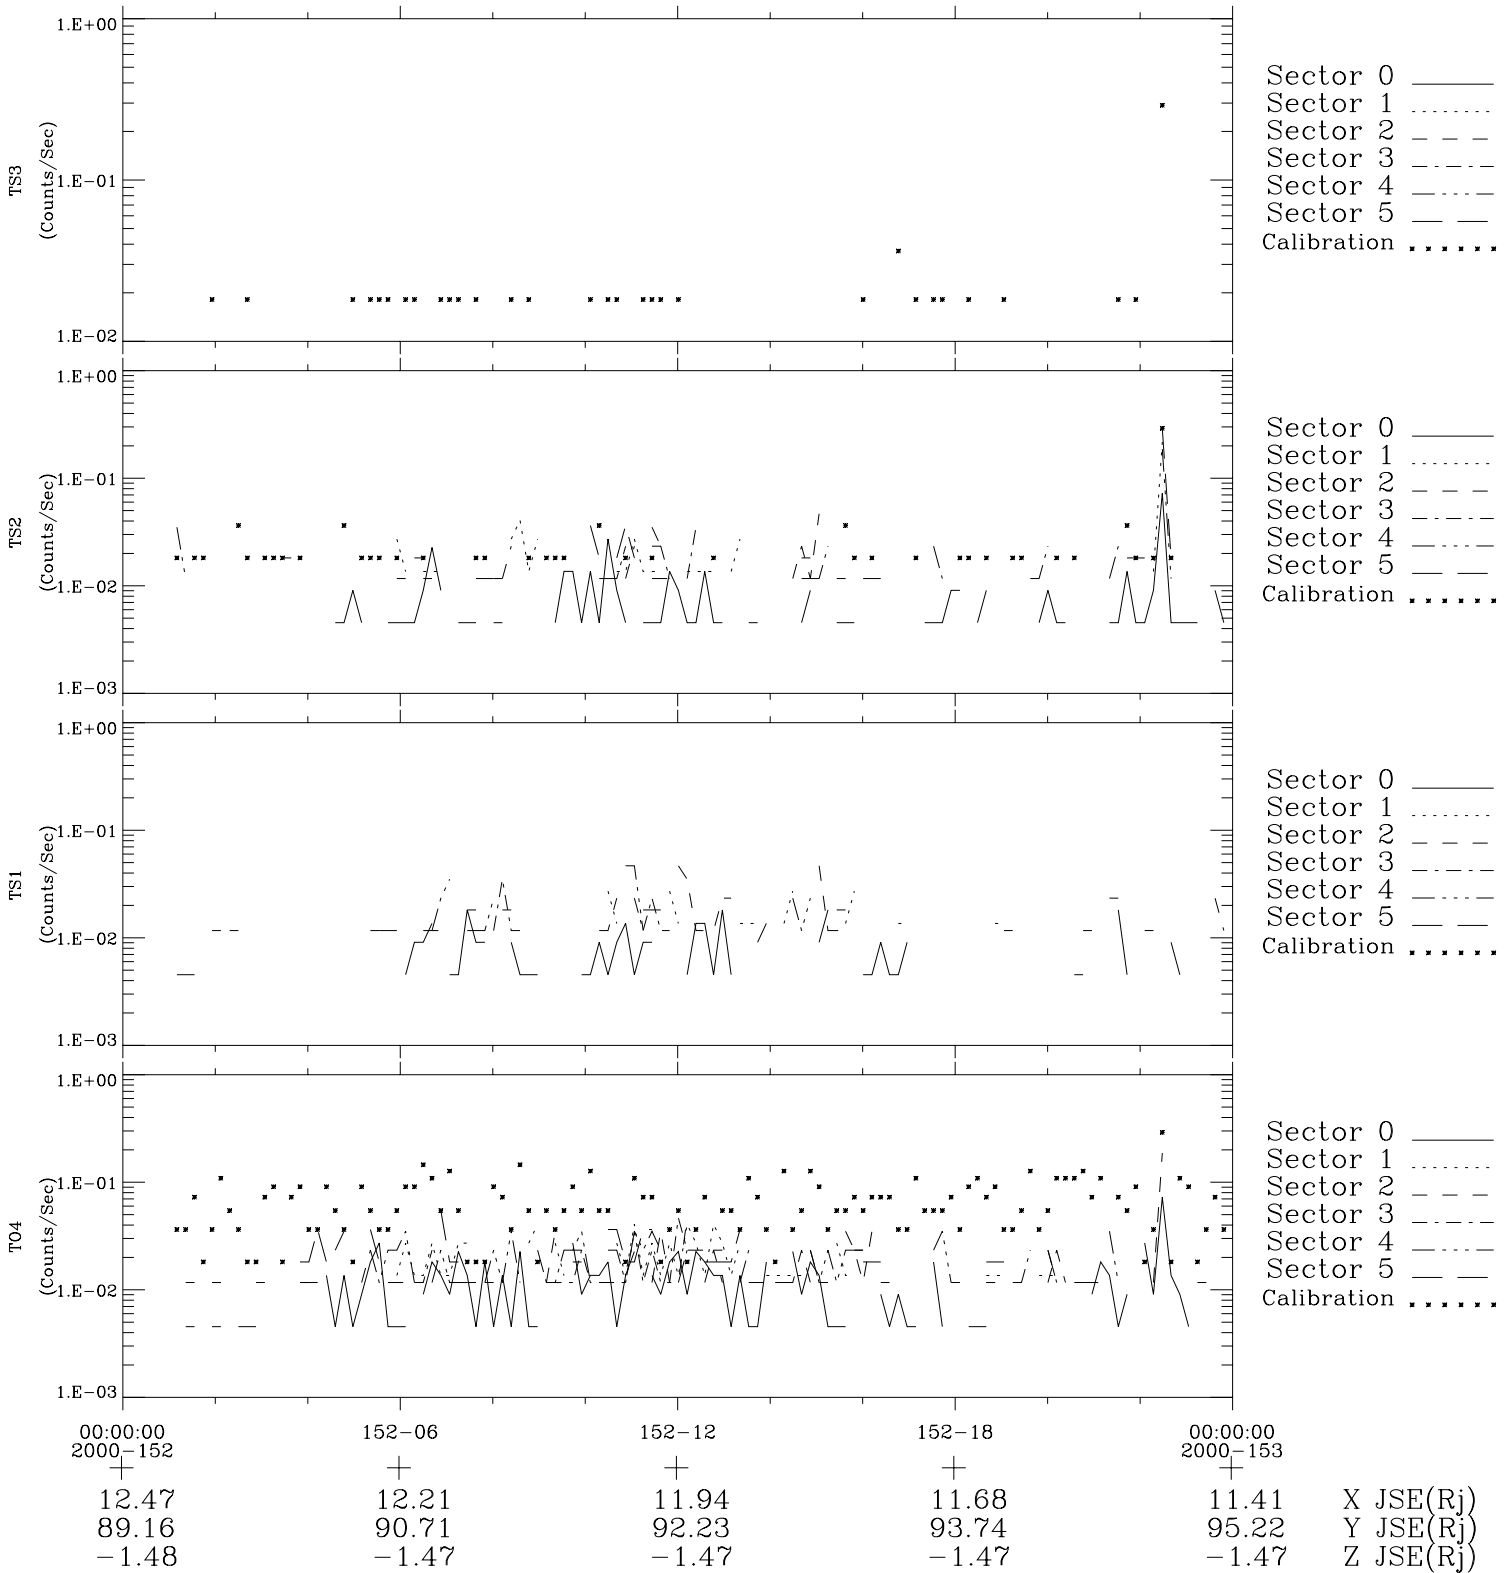 1.E+00
1.E-01
1.E-02
TS3
(Counts/Sec)
Sector 0
Sector 1
Sector 2
Sector 3
Sector 4
Sector 5
Calibration
1.E+00
1.E-01
1.E-02
1.E-03
TS2
(Counts/Sec)
Sector 0
Sector 1
Sector 2
Sector 3
Sector 4
Sector 5
Calibration
1.E+00
1.E-01
1.E-02
1.E-03
TS1
(Counts/Sec)
Sector 0
Sector 1
Sector 2
Sector 3
Sector 4
Sector 5
Calibration
1.E+00
1.E-01
1.E-02
1.E-03
T04
(Counts/Sec)
Sector 0
Sector 1
Sector 2
Sector 3
Sector 4
Sector 5
Calibration
00:00:00 152-06 152-12 152-18 00:00:00
2000-152 2000-153
12.47 12.21 11.94 11.68 11.41 X JSE(Rj)
89.16 90.71 92.23 93.74 95.22 Y JSE(Rj)
-1.48 -1.47 -1.47 -1.47 -1.47 Z JSE(Rj)